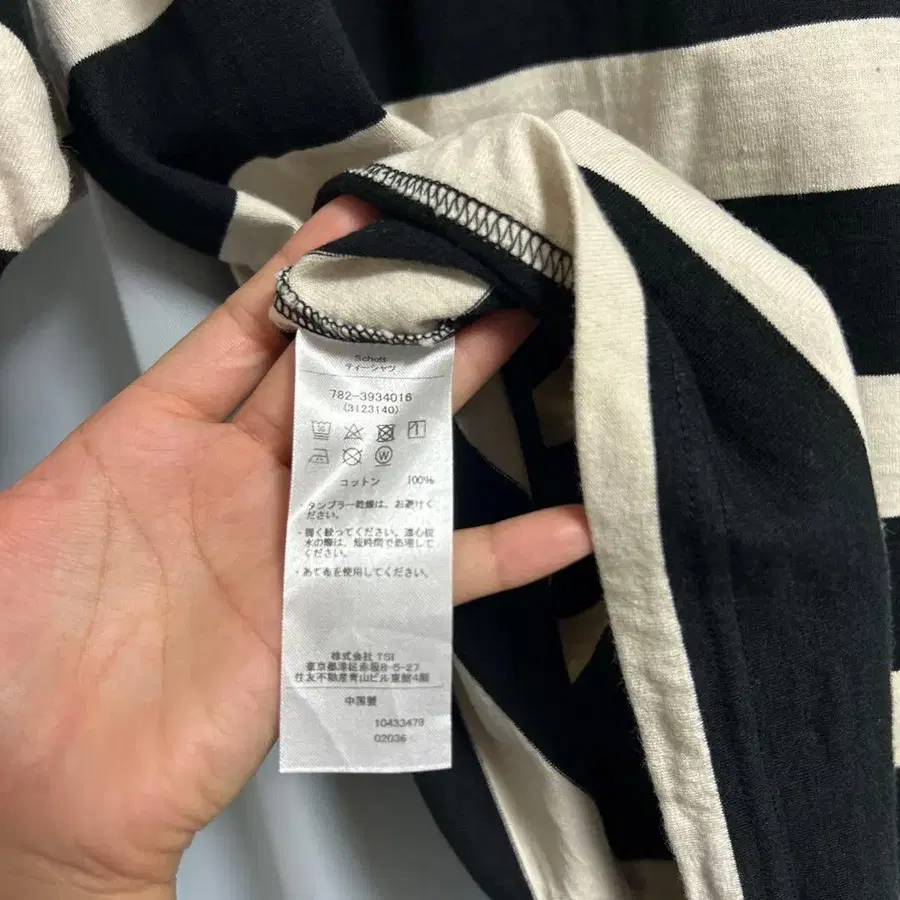 Schott
ティーシャツ
782-3934016
(3123140)
W
コットン 100%
・タンブラー乾燥は、お避けく
ださい。
・弱く絞ってください。遠心脱
水の際は、短時間で処理して
ください。
・あて布を使用してください。
株式会社 TSI
東京都港区赤坂8-5-27
住友不動産青山ビル東館4階
中国製
10433479
02036